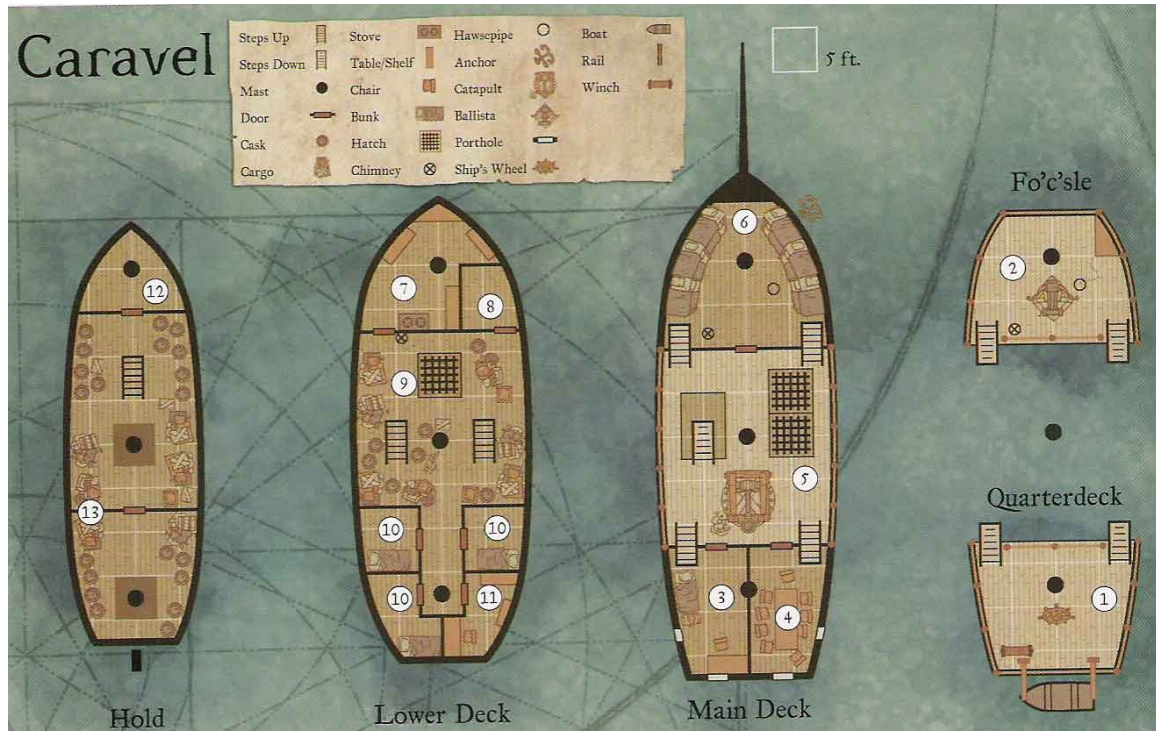 Caravel
Steps Up Stove Hawsepipe Boat
Steps Down Table/Shelf Anchor Rail
Mast Chair Catapult Winch
Door Bunk Ballista
Cask Hatch Porthole
Cargo Chimney Ship's Wheel
5 ft.
Fo'c'sle
2
Quarterdeck
1
12
13
Hold
7
8
9
10
10
10
11
Lower Deck
6
5
3
4
Main Deck